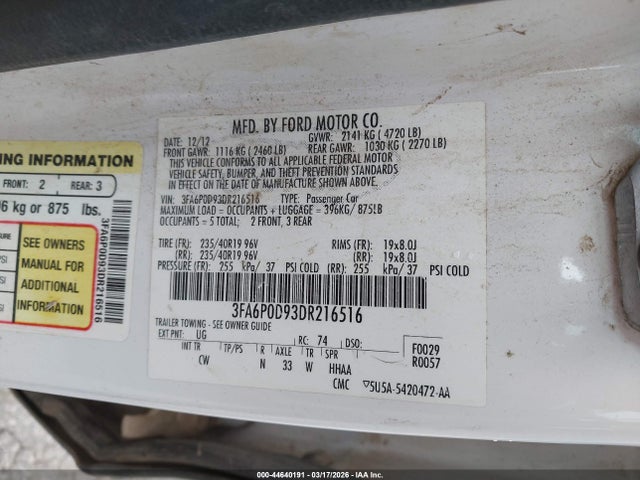 MFD. BY FORD MOTOR CO.
DATE: 12/12 GVWR: 2141 KG ( 4720 LB)
FRONT GAWR: 1116 KG ( 2460 LB) REAR GAWR: 1030 KG ( 2270 LB)
THIS VEHICLE CONFORMS TO ALL APPLICABLE FEDERAL MOTOR
VEHICLE SAFETY, BUMPER, AND THEFT PREVENTION STANDARDS
IN EFFECT ON THE DATE OF MANUFACTURE SHOWN ABOVE.
VIN: 3FA6P0D93DR216516 TYPE: Passenger Car
MAXIMUM LOAD = OCCUPANTS + LUGGAGE = 396KG/ 875LB
OCCUPANTS = 5 TOTAL; 2 FRONT, 3 REAR
TIRE (FR): 235/40R19 96V RIMS (FR): 19x8.0J
(RR): 235/40R19 96V (RR): 19x8.0J
PRESSURE (FR): 255 kPa/ 37 PSI COLD (RR): 255 kPa/37 PSI COLD
3FA6P0D93DR216516
TRAILER TOWING - SEE OWNER GUIDE
EXT PNT: UG RC: 74 DSO:
F0029
R0057
INT TR TP/PS R AXLE TR SPR
CW N 33 W HHAA
CMC 5U5A-5420472-AA
ING INFORMATION
FRONT: 2 REAR: 3
6 kg or 875 lbs.
SEE OWNERS
MANUAL FOR
ADDITIONAL
INFORMATION
3FA6P0D93DR216516
000-44640191 - 03/17/2026 - IAA, Inc.